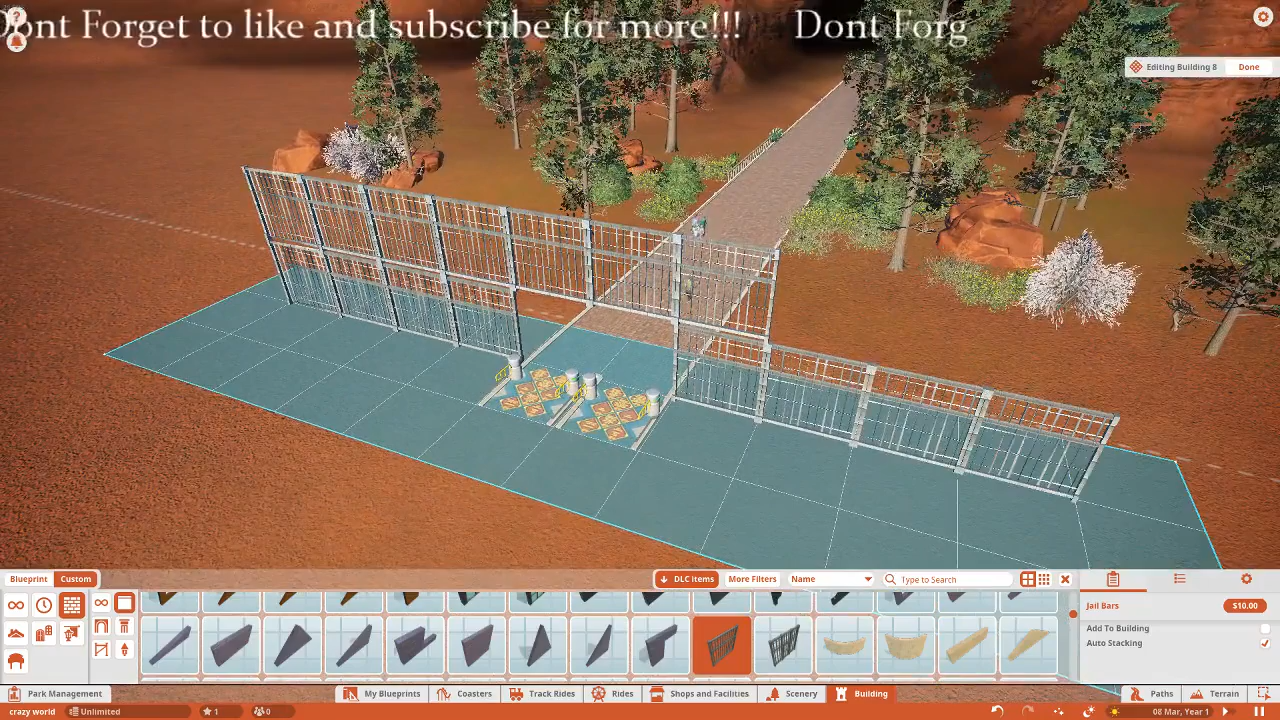 ont Forget to like and subscribe for more!!! Dont Forg
Editing Building 8 Done
Blueprint Custom
DLC Items More Filters Name Type to Search
Jail Bars $10.00
Add To Building
Auto Stacking
Park Management My Blueprints Coasters Track Rides Rides Shops and Facilities Scenery Building Paths Terrain
crazy world Unlimited 1 0 08 Mar, Year 1